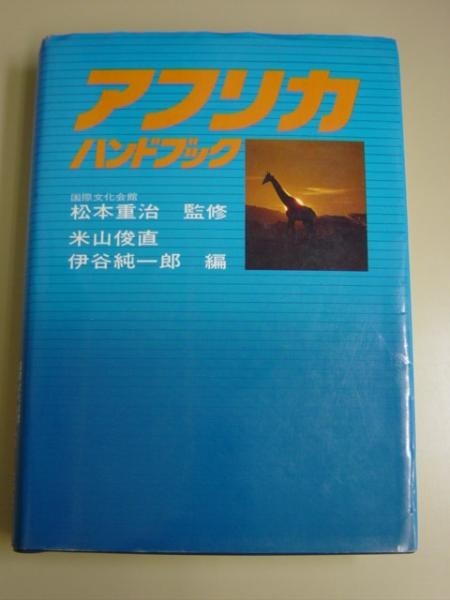 アフリカ
ハンドブック
国際文化会館
松本重治 監修
米山俊直
伊谷純一郎 編